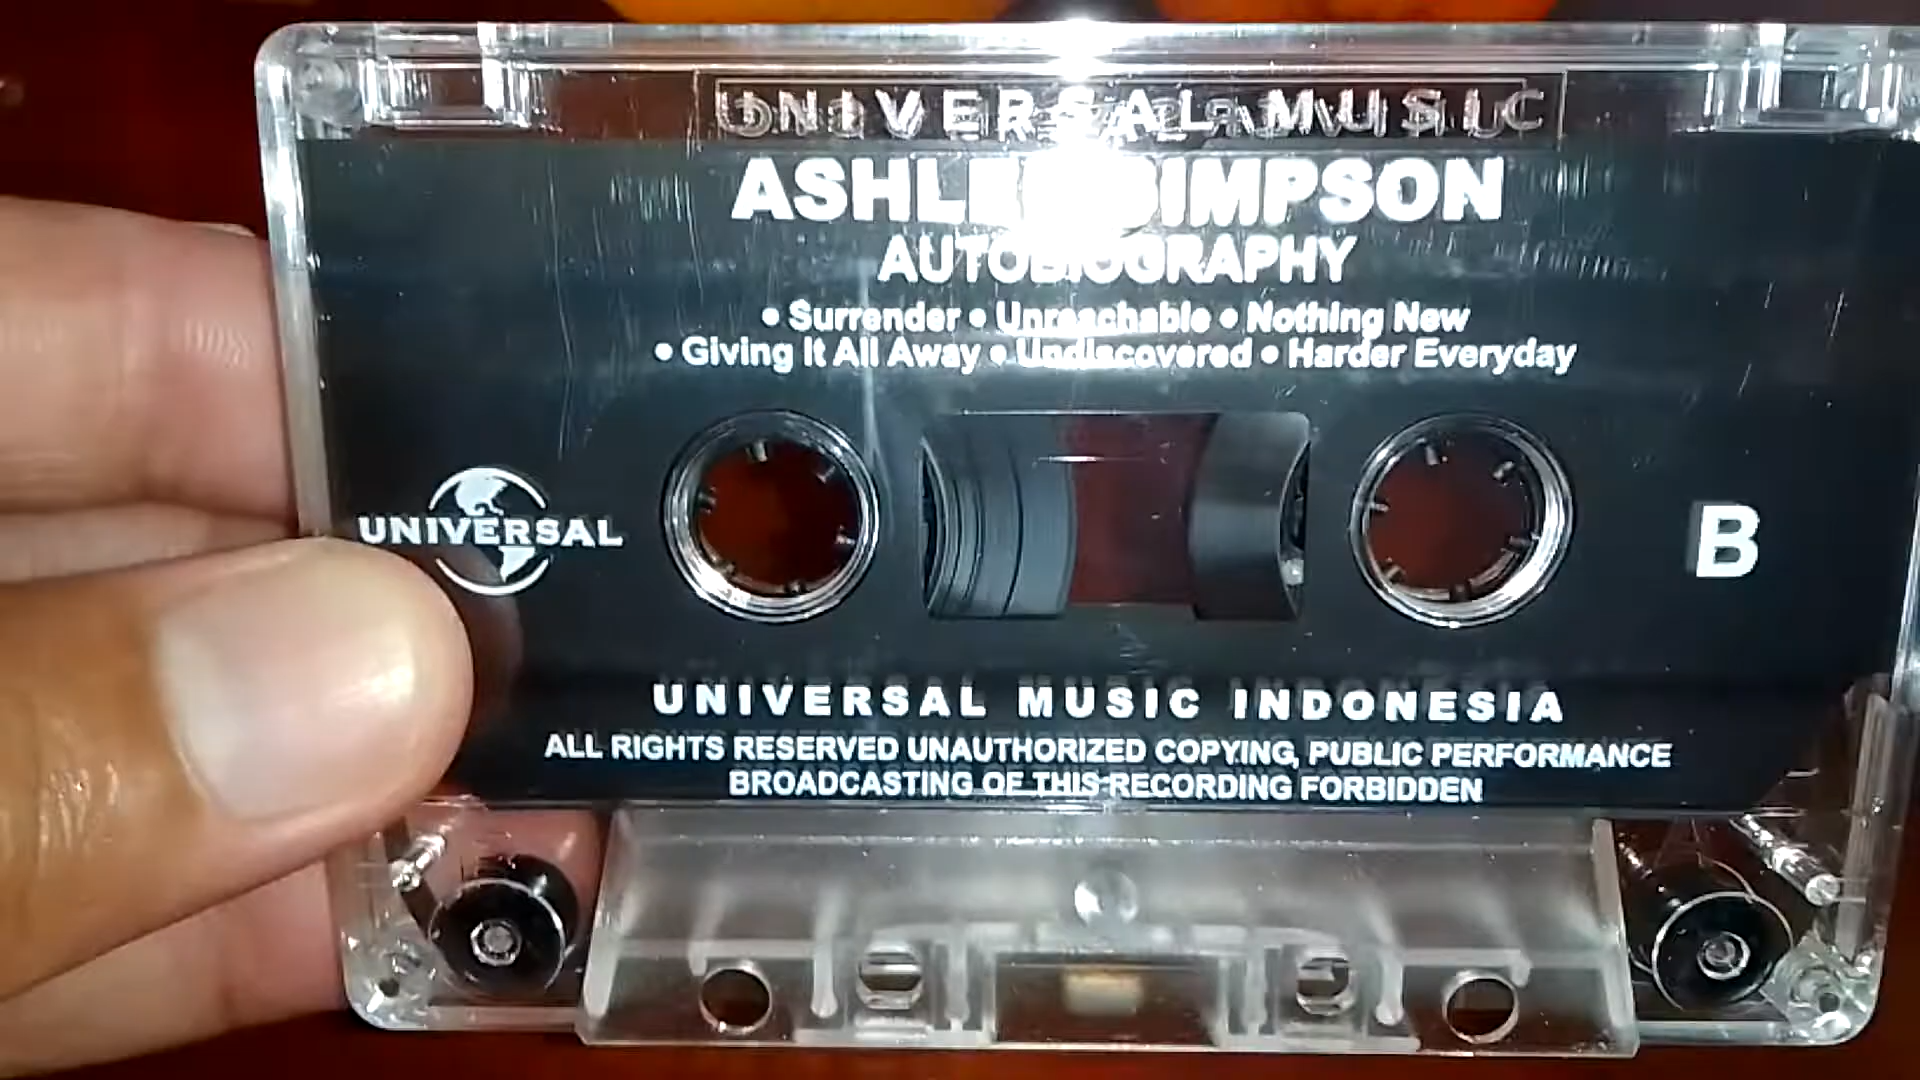 UNIVERSAL MUSIC
ASHLEE SIMPSON
AUTOBIOGRAPHY
• Surrender • Unreachable • Nothing New
• Giving It All Away • Undiscovered • Harder Everyday
UNIVERSAL
B
UNIVERSAL MUSIC INDONESIA
ALL RIGHTS RESERVED UNAUTHORIZED COPYING, PUBLIC PERFORMANCE
BROADCASTING OF THIS RECORDING FORBIDDEN